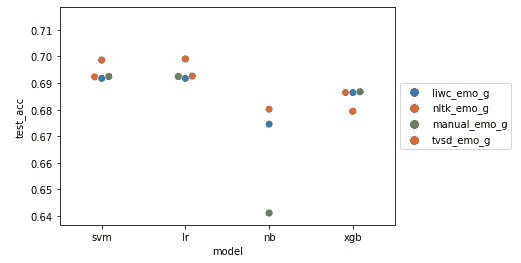 0.71
0.70
0.69
0.68
0.67
0.66
0.65
0.64
test_acc
svm lr nb xgb
model
liwc_emo_g
nltk_emo_g
manual_emo_g
tvsd_emo_g